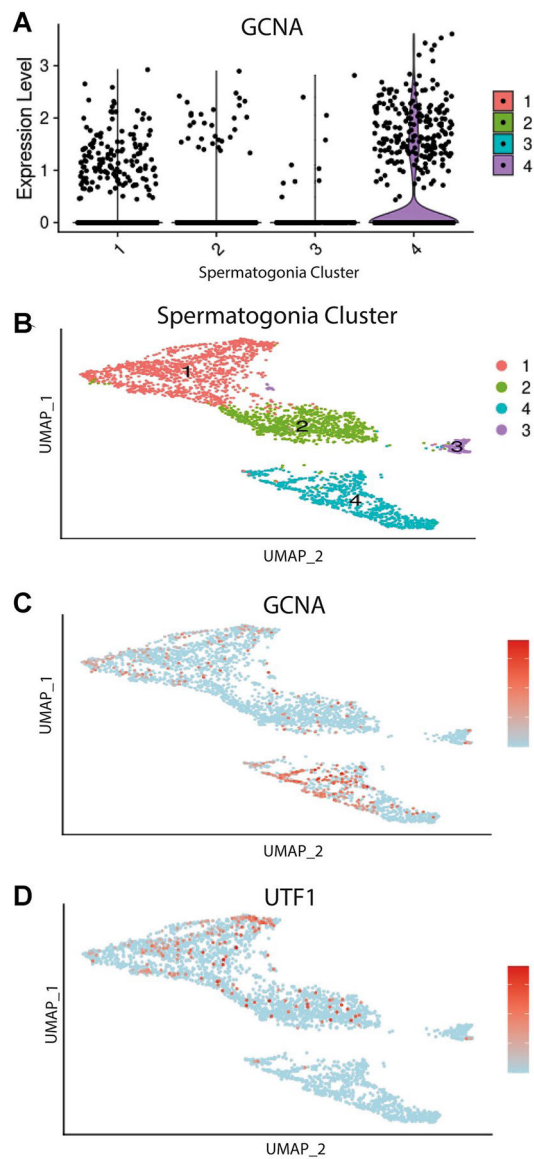 A
GCNA
Expression Level
3
2
1
0
1
2
3
4
1
2
3
4
Spermatogonia Cluster
B
Spermatogonia Cluster
UMAP_1
1
2
3
4
1
2
4
3
UMAP_2
C
GCNA
UMAP_1
UMAP_2
D
UTF1
UMAP_1
UMAP_2